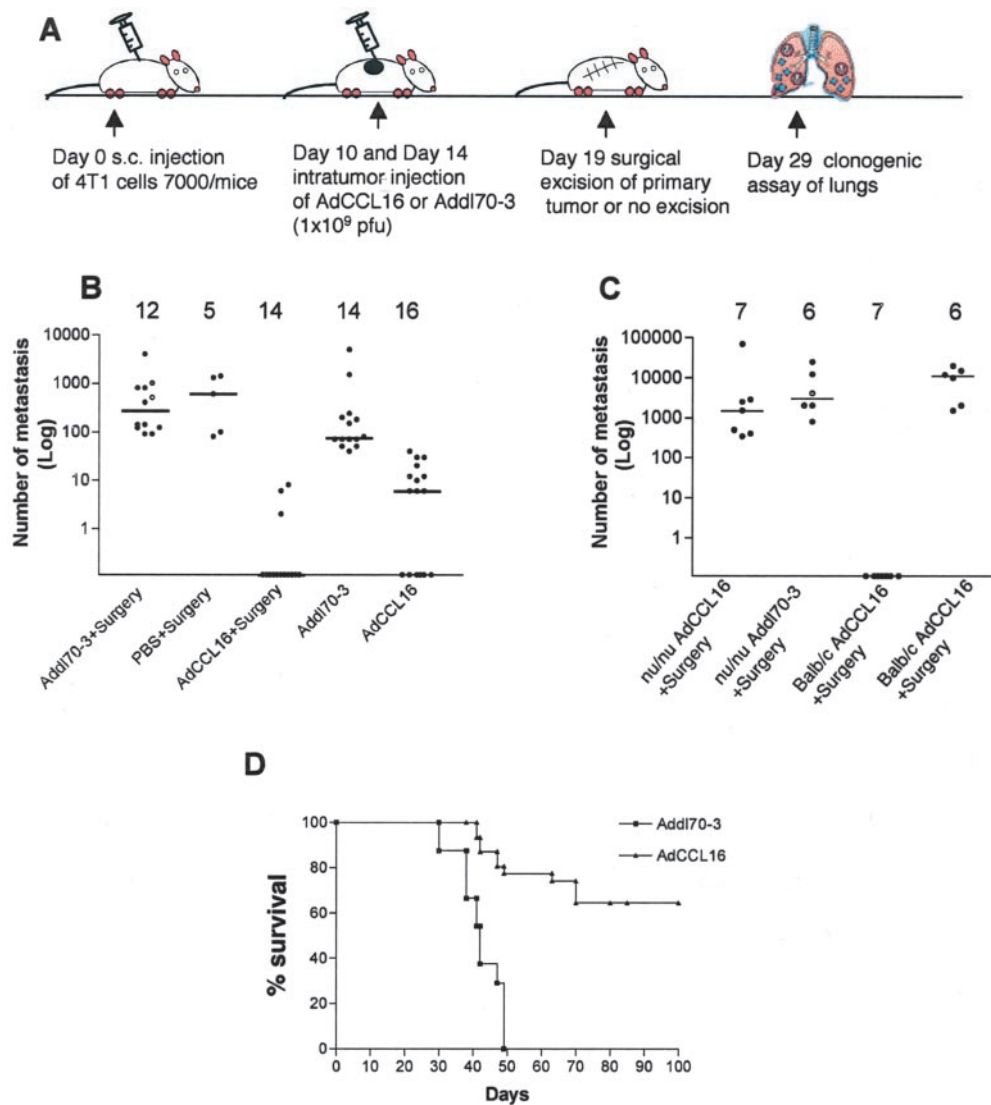 A
Day 0 s.c. injection
of 4T1 cells 7000/mice
Day 10 and Day 14
intratumor injection
of AdCCL16 or Addl70-3
(1x10⁹ pfu)
Day 19 surgical
excision of primary
tumor or no excision
Day 29 clonogenic
assay of lungs
B
12 5 14 14 16
Number of metastasis
(Log)
10000
1000
100
10
1
Addl70-3+Surgery
PBS+Surgery
AdCCL16+Surgery
Addl70-3
AdCCL16
C
7 6 7 6
Number of metastasis
(Log)
100000
10000
1000
100
10
1
nu/nu AdCCL16
+Surgery
nu/nu Addl70-3
+Surgery
Balb/c AdCCL16
+Surgery
Balb/c AdCCL16
+Surgery
D
% survival
100
80
60
40
20
0
0 10 20 30 40 50 60 70 80 90 100
Days
Addl70-3
AdCCL16